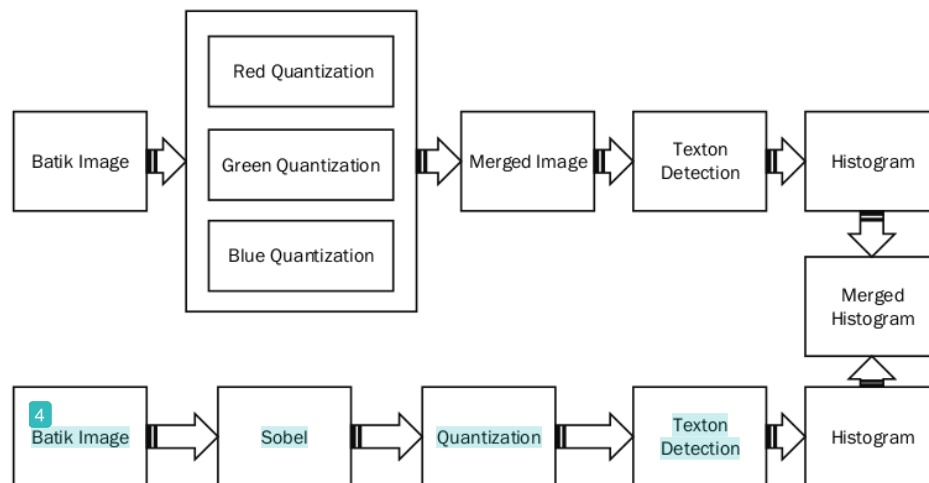 Red Quantization
Batik Image
Green Quantization
Merged Image
Texton
Detection
Histogram
Blue Quantization
Merged
Histogram
4
Batik Image
Sobel
Quantization
Texton
Detection
Histogram